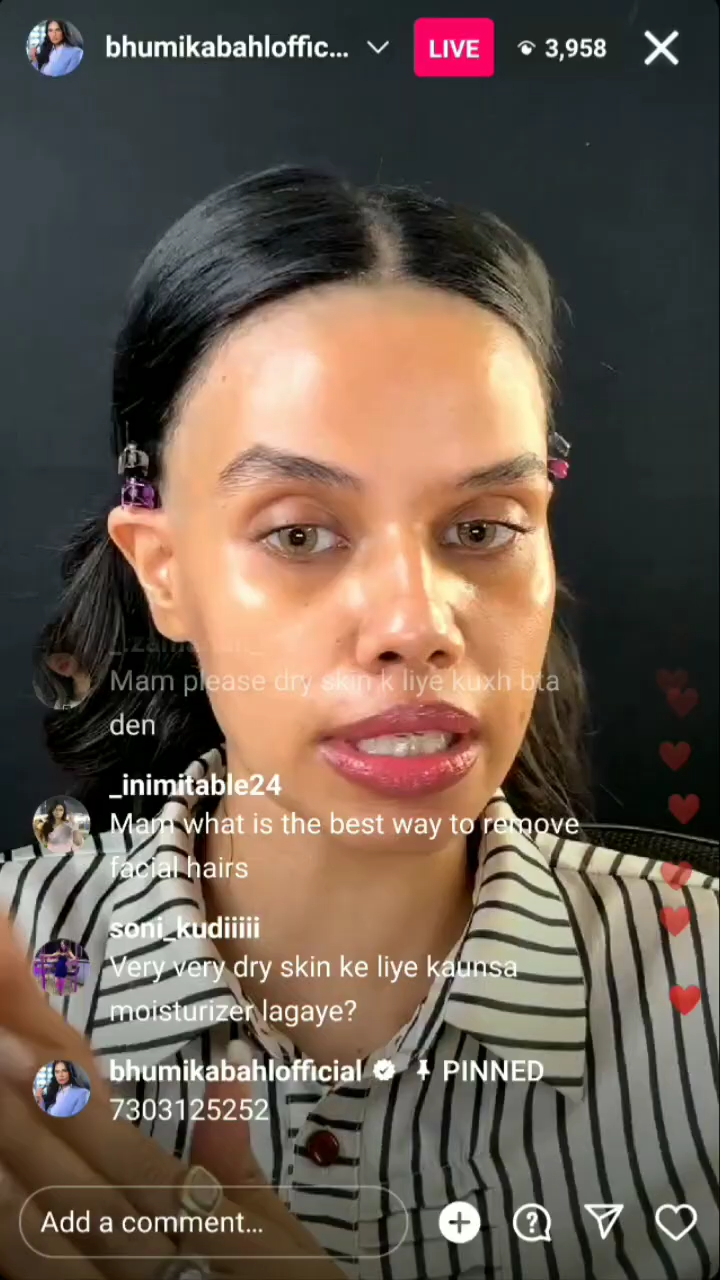 bhumikabahloffic...
LIVE
3,958
Mam please dry skin k liye kuxh bta
den
_inimitable24
Mam what is the best way to remove
facial hairs
soni_kudiiiii
Very very dry skin ke liye kaunsa
moisturizer lagaye?
bhumikabahlofficial PINNED
7303125252
Add a comment...